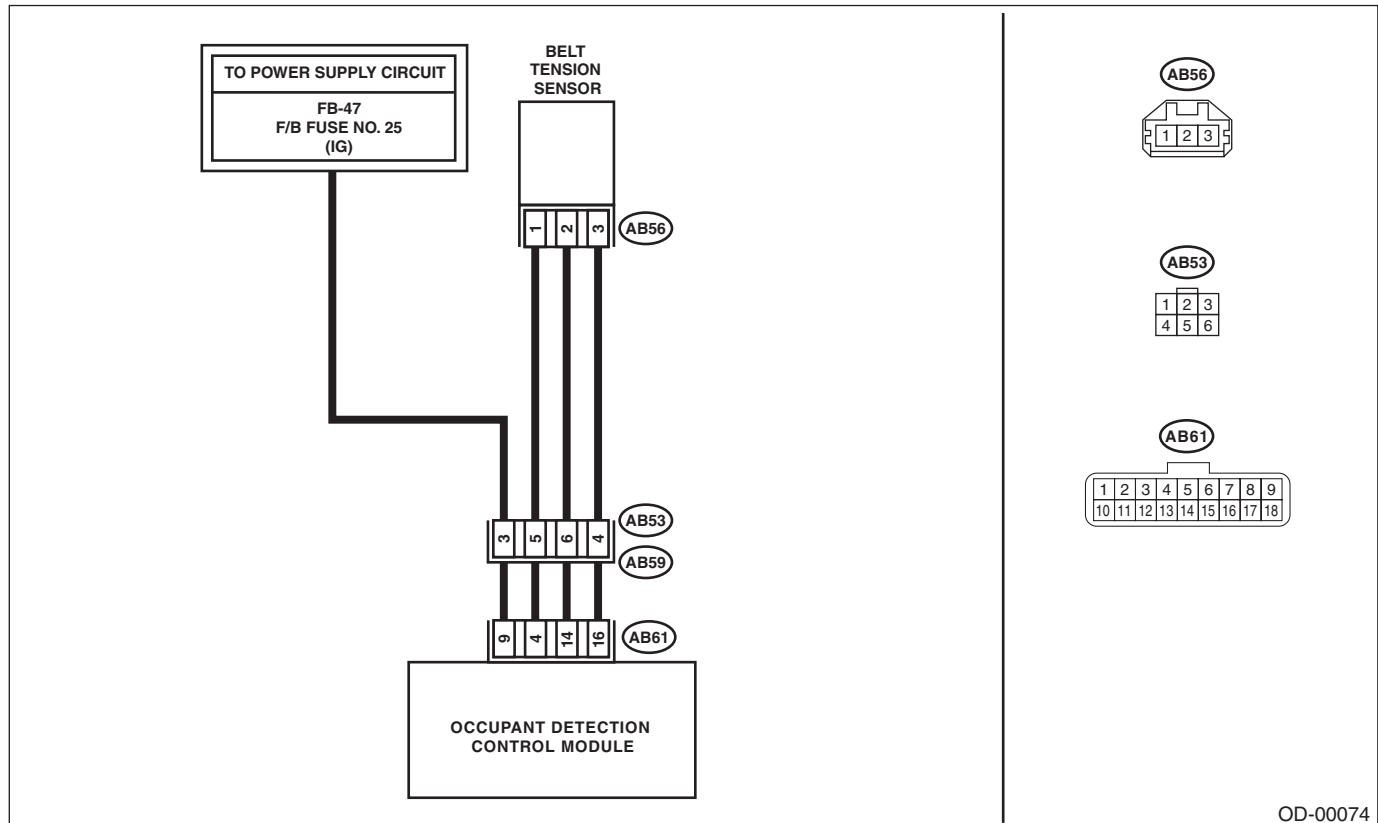 TO POWER SUPPLY CIRCUIT
FB-47
F/B FUSE NO. 25
(IG)
BELT
TENSION
SENSOR
1 2 3
AB56
3 5 6 4
AB53
AB59
9 4 14 16
AB61
OCCUPANT DETECTION
CONTROL MODULE
AB56
1 2 3
AB53
1 2 3
4 5 6
AB61
1 2 3 4 5 6 7 8 9
10 11 12 13 14 15 16 17 18
OD-00074